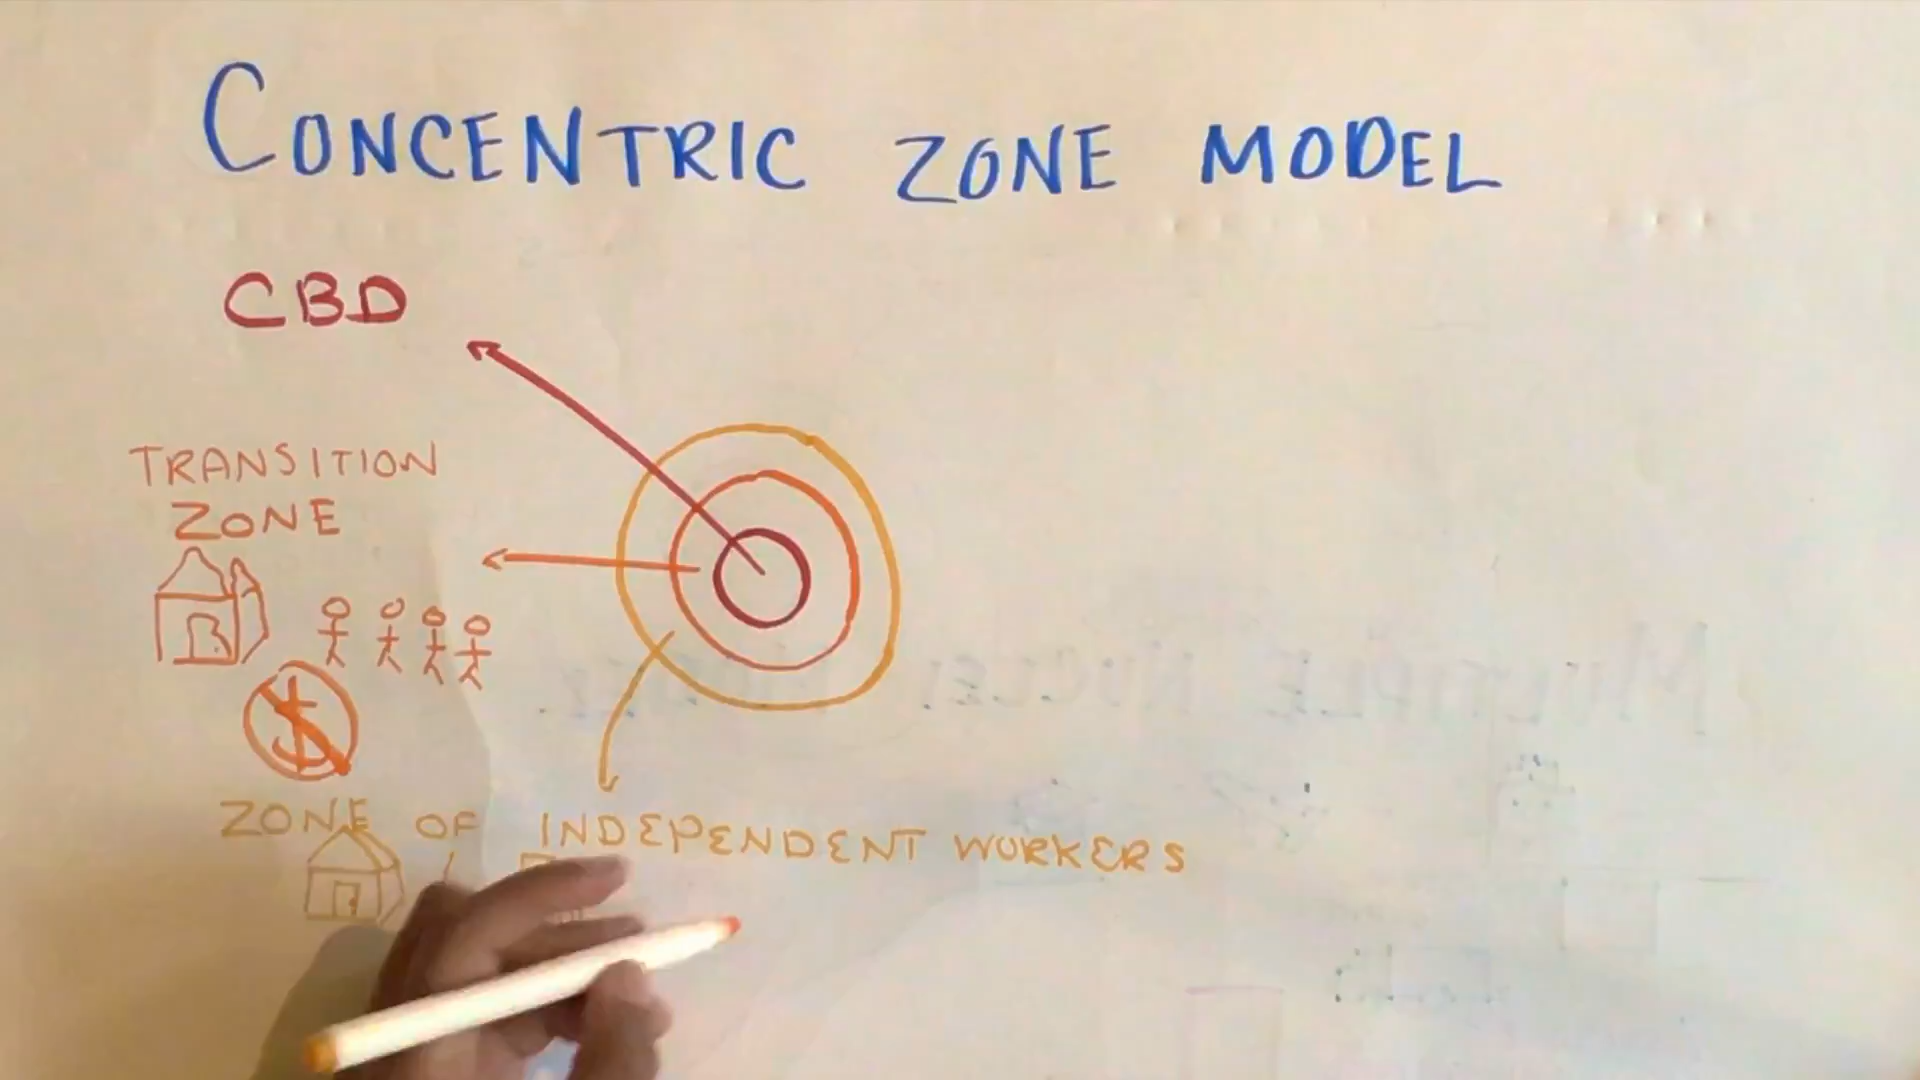 CONCENTRIC ZONE MODEL
CBD
TRANSITION
ZONE
$
ZONE OF INDEPENDENT WORKERS